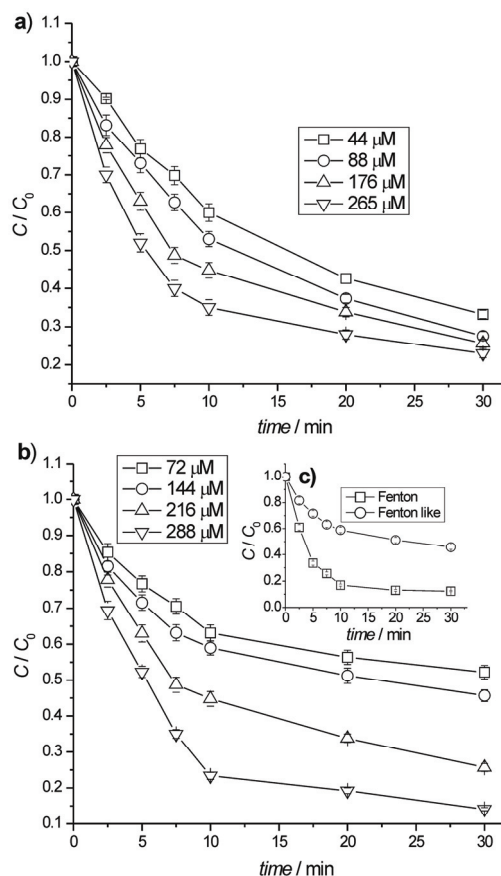 a)
1.0
0.9
0.8
0.7
0.6
0.5
0.4
0.3
0.2
C / C0
44 μM
88 μM
176 μM
265 μM
0 5 10 15 20 25 30
time / min
b)
1.0
0.9
0.8
0.7
0.6
0.5
0.4
0.3
0.2
0.1
C / C0
72 μM
144 μM
216 μM
288 μM
c)
1.0
0.8
0.6
0.4
0.2
0.0
C / C0
Fenton
Fenton like
0 5 10 15 20 25 30
time / min
0 5 10 15 20 25 30
time / min